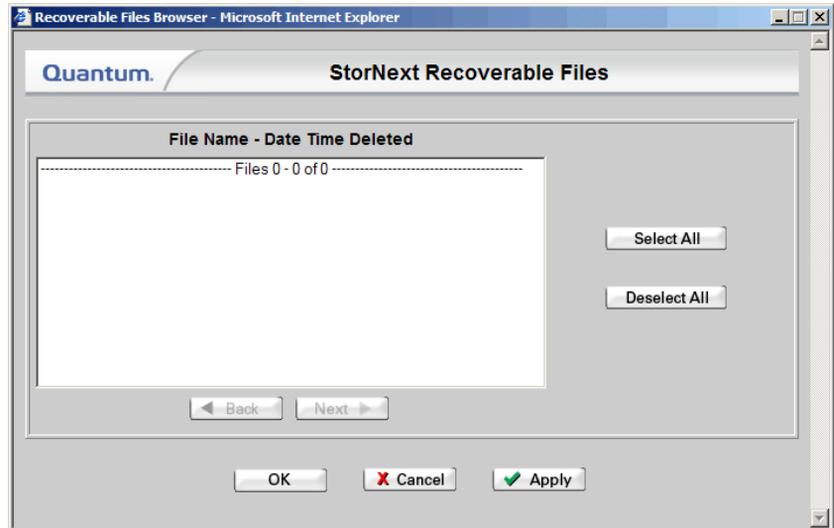 Recoverable Files Browser - Microsoft Internet Explorer
Quantum.
StorNext Recoverable Files
File Name - Date Time Deleted
----------------------------------------- Files 0 - 0 of 0 -----------------------------------------
Select All
Deselect All
Back Next
OK Cancel Apply